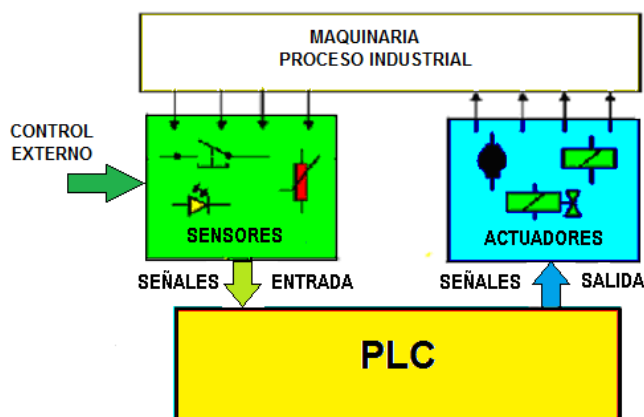 MAQUINARIA
PROCESO INDUSTRIAL
CONTROL
EXTERNO
SENSORES
ACTUADORES
SEÑALES ENTRADA
SEÑALES SALIDA
PLC